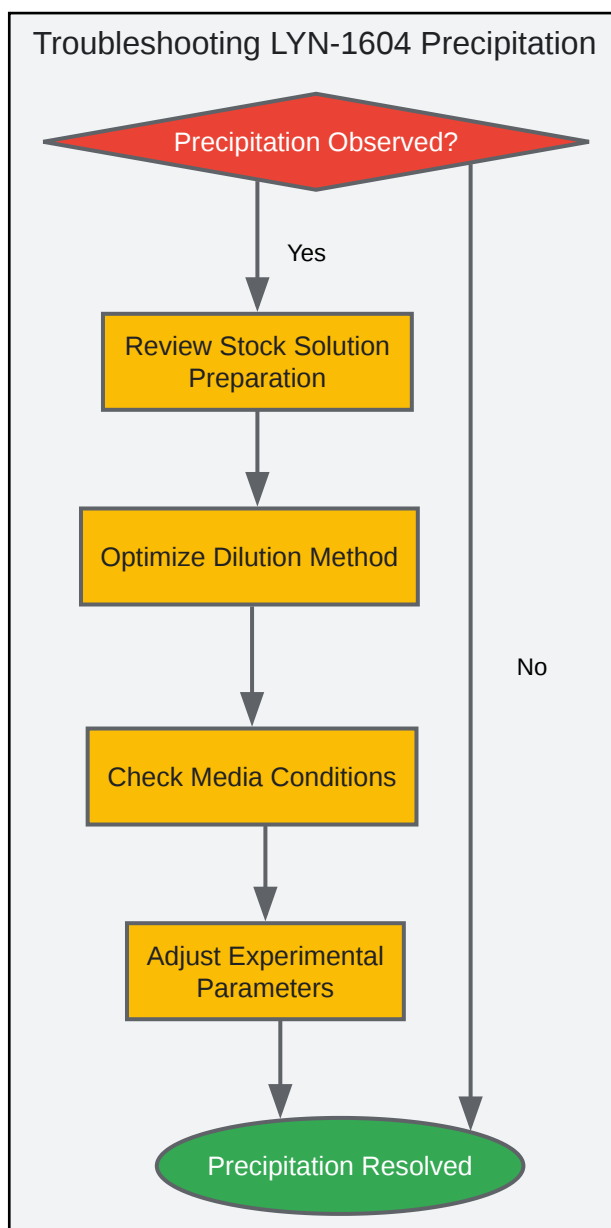 Troubleshooting LYN-1604 Precipitation
Precipitation Observed?
Yes
Review Stock Solution
Preparation
Optimize Dilution Method
No
Check Media Conditions
Adjust Experimental
Parameters
Precipitation Resolved